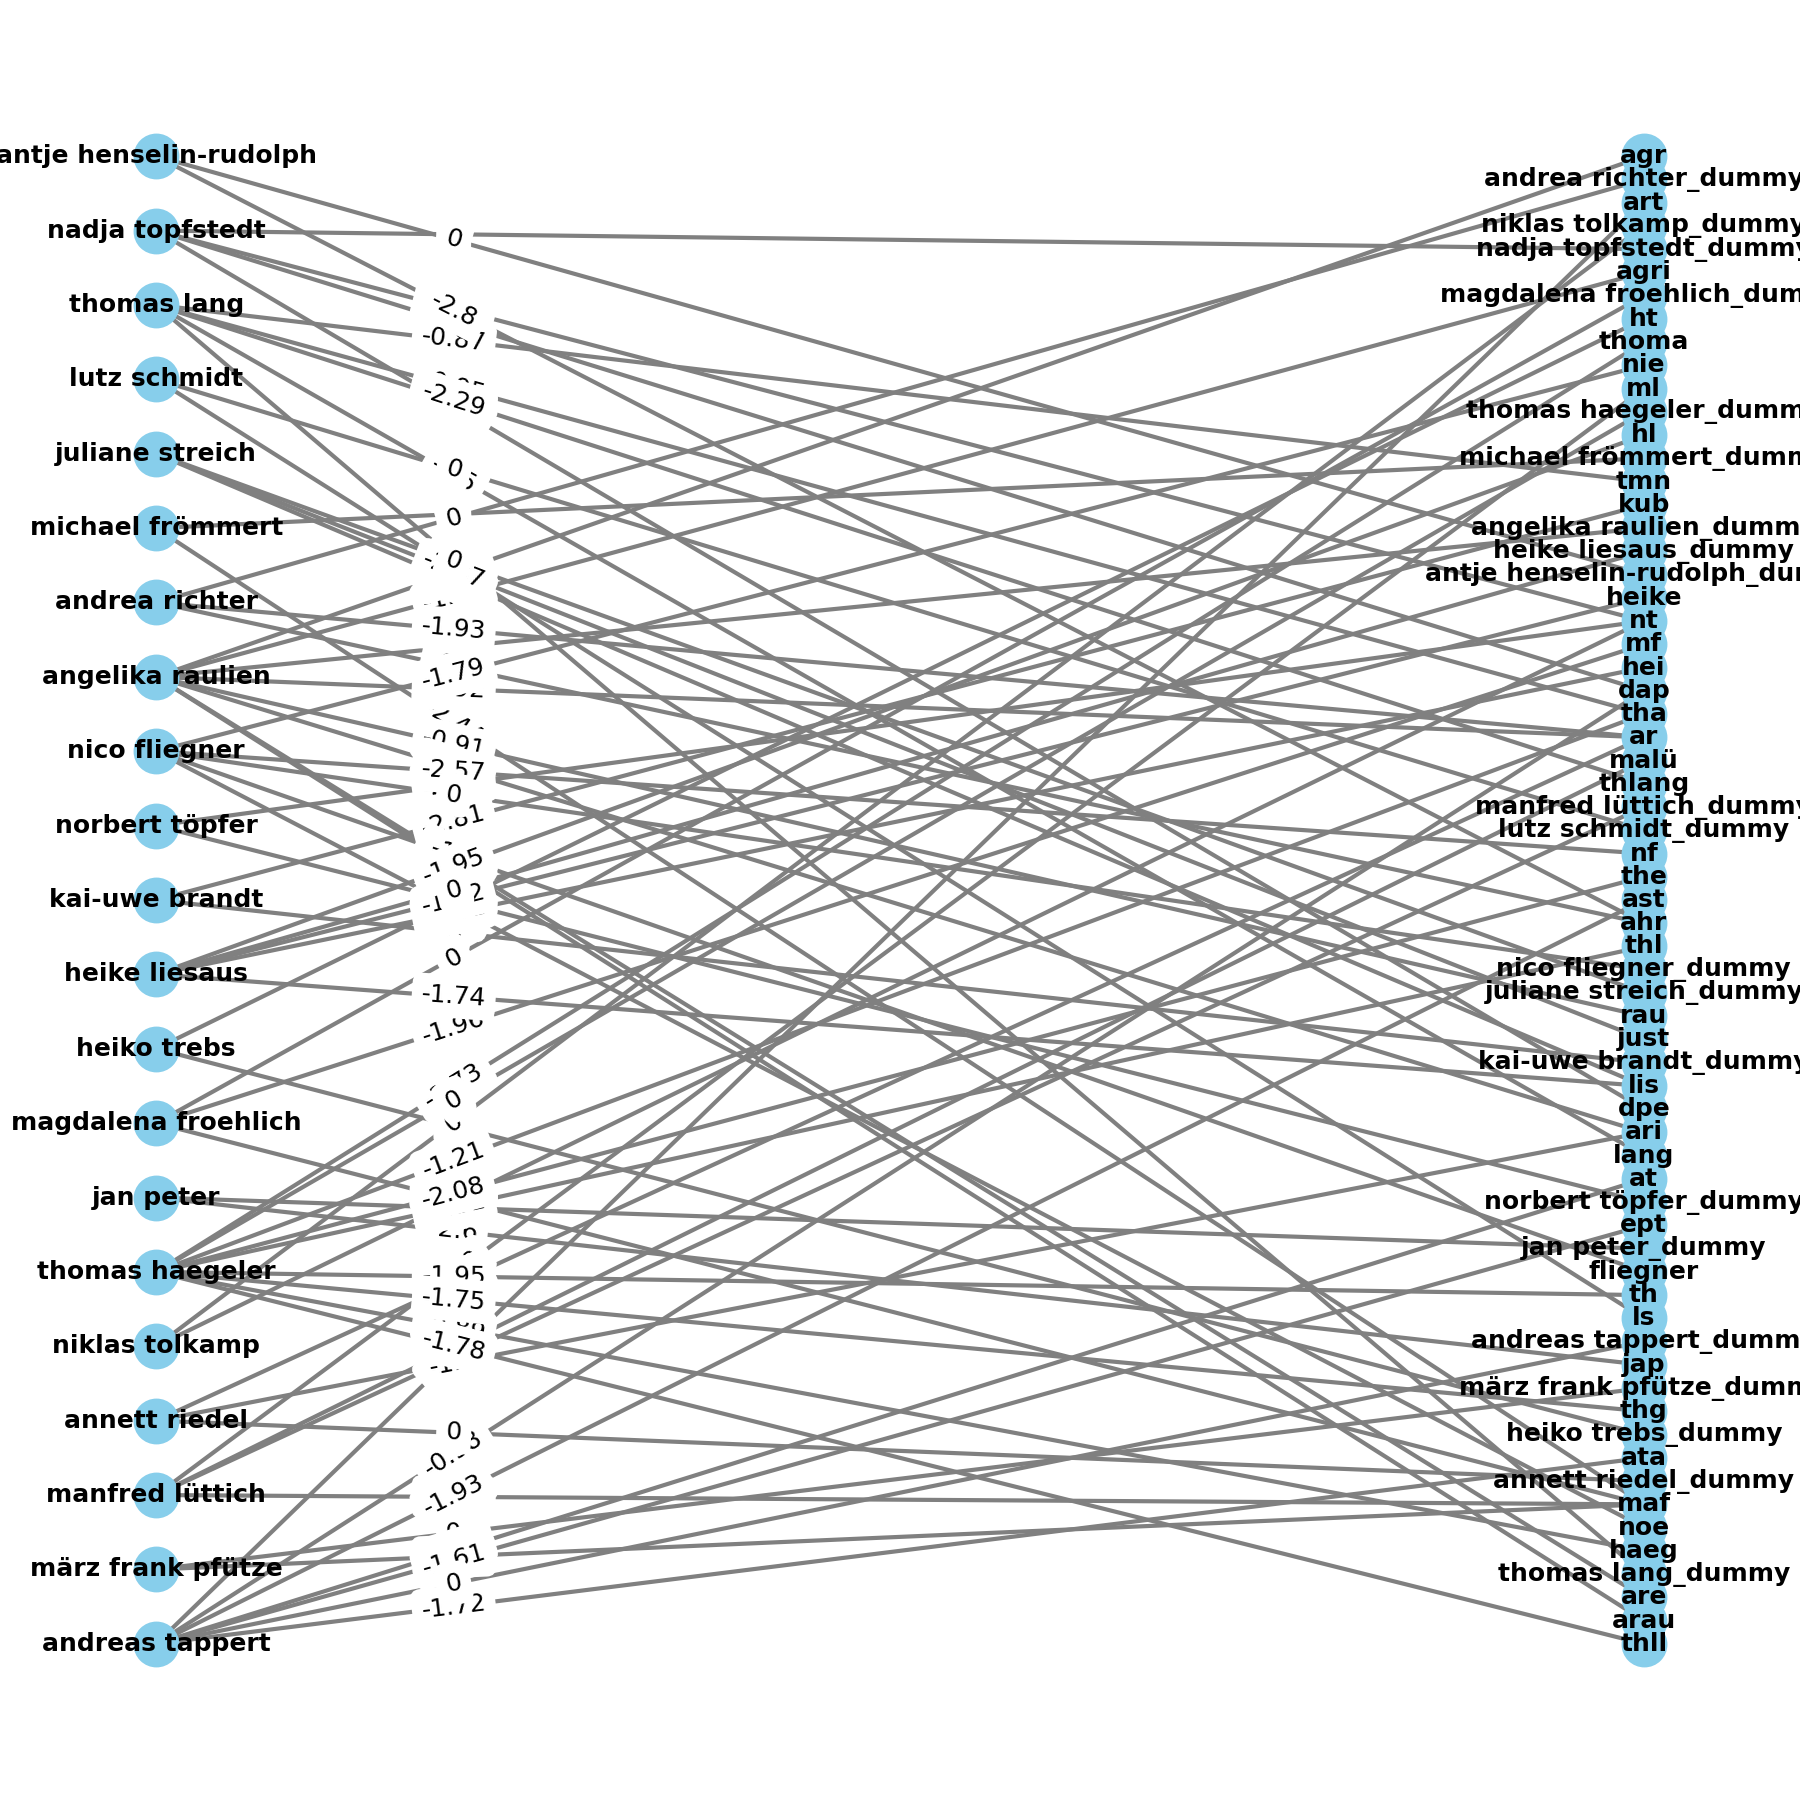 antje henselin-rudolph
nadja topfstedt
thomas lang
lutz schmidt
juliane streich
michael frömmert
andrea richter
angelika raulien
nico fliegner
norbert töpfer
kai-uwe brandt
heike liesaus
heiko trebs
magdalena froehlich
jan peter
thomas haegeler
niklas tolkamp
annett riedel
manfred lüttich
märz frank pfütze
andreas tappert
0
-2.8
-0.87
-2.29
0
0
0
-1.93
-1.79
-0.91
-2.57
0
-2.81
-1.95
0
0
-1.74
-1.96
0
-1.21
-2.08
-1.95
-1.75
-1.78
0
-1.93
-1.61
0
-1.72
agr
andrea richter_dummy
art
niklas tolkamp_dummy
nadja topfstedt_dummy
agri
magdalena froehlich_dum
ht
thoma
nie
ml
thomas haegeler_dumm
hl
michael frömmert_dumm
tmn
kub
angelika raulien_dumm
heike liesaus_dummy
antje henselin-rudolph_du
heike
nt
mf
hei
dap
tha
ar
malü
thlang
manfred lüttich_dummy
lutz schmidt_dummy
nf
the
ast
ahr
thl
nico fliegner_dummy
juliane streich_dummy
rau
just
kai-uwe brandt_dummy
lis
dpe
ari
lang
at
norbert töpfer_dummy
ept
jan peter_dummy
fliegner
th
ls
andreas tappert_dumm
jap
märz frank pfütze_dumm
thg
heiko trebs_dummy
ata
annett riedel_dummy
maf
noe
haeg
thomas lang_dummy
are
arau
thll